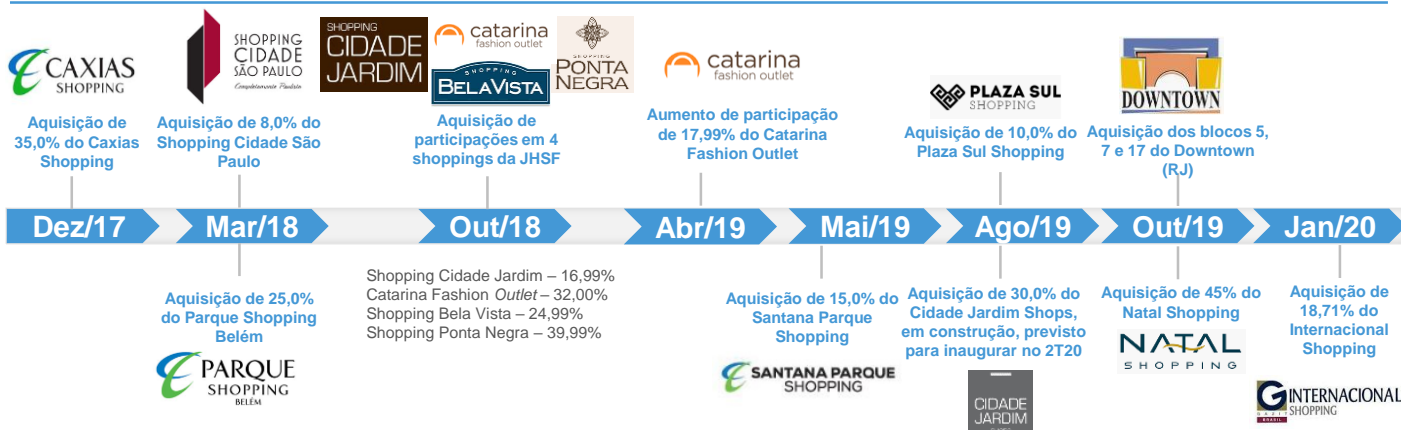 CAXIAS
SHOPPING
Aquisição de
35,0% do Caxias
Shopping
SHOPPING
CIDADE
SÃO PAULO
Completamente Paulista
Aquisição de 8,0% do
Shopping Cidade São
Paulo
SHOPPING
CIDADE
JARDIM
catarina
fashion outlet
SHOPPING
BELAVISTA
SHOPPING
PONTA
NEGRA
Aquisição de
participações em 4
shoppings da JHSF
catarina
fashion outlet
Aumento de participação
de 17,99% do Catarina
Fashion Outlet
PLAZA SUL
SHOPPING
Aquisição de 10,0% do
Plaza Sul Shopping
DOWNTOWN
Aquisição dos blocos 5,
7 e 17 do Downtown
(RJ)
Dez/17
Mar/18
Out/18
Abr/19
Mai/19
Ago/19
Out/19
Jan/20
Aquisição de 25,0%
do Parque Shopping
Belém
PARQUE
SHOPPING
BELÉM
Shopping Cidade Jardim – 16,99%
Catarina Fashion Outlet – 32,00%
Shopping Bela Vista – 24,99%
Shopping Ponta Negra – 39,99%
Aquisição de 15,0% do
Santana Parque
Shopping
SANTANA PARQUE
SHOPPING
Aquisição de 30,0% do
Cidade Jardim Shops,
em construção, previsto
para inaugurar no 2T20
CIDADE
JARDIM
Aquisição de 45% do
Natal Shopping
NATAL
SHOPPING
Aquisição de
18,71% do
Internacional
Shopping
G
GAZIT
BRASIL
INTERNACIONAL
SHOPPING